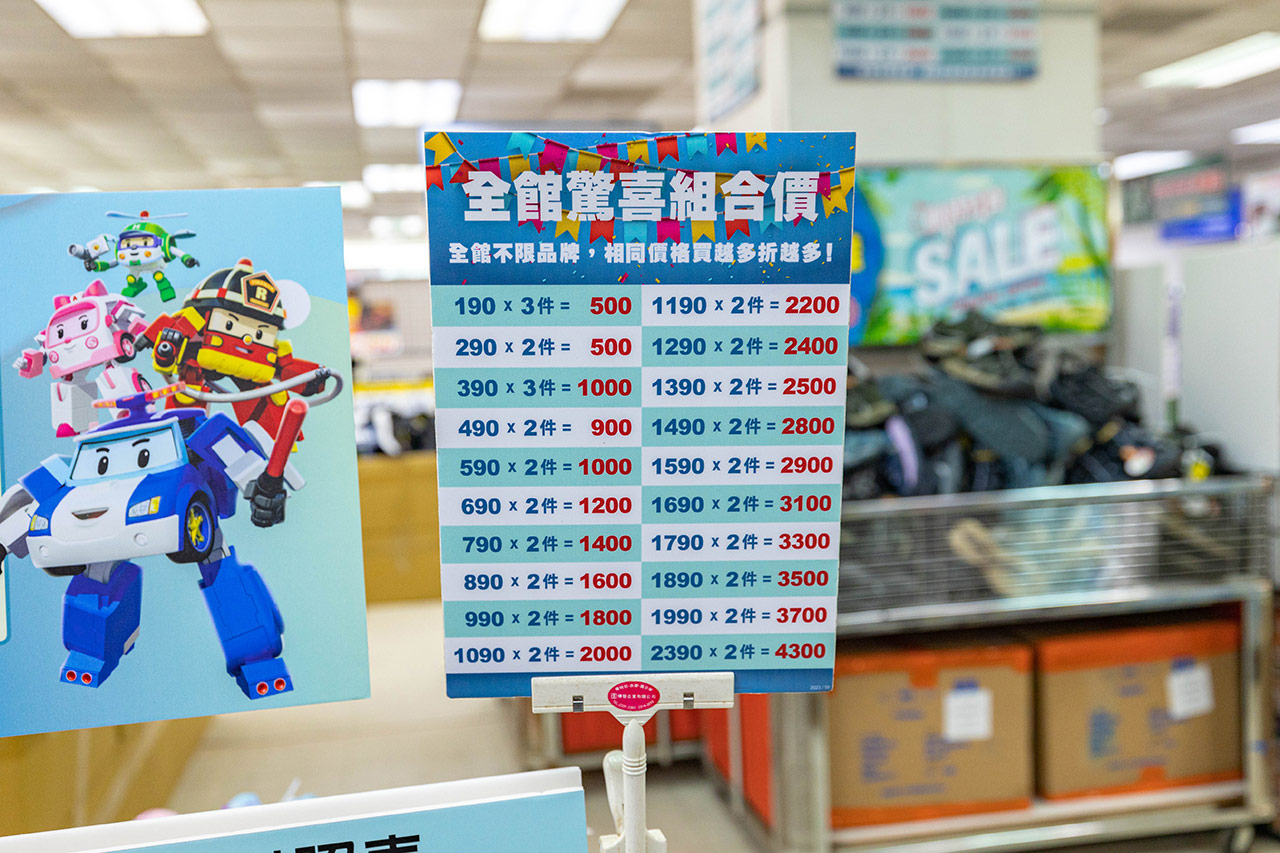 全館驚喜組合價
全館不限品牌，相同價格買越多折越多!
190 x 3件= 500
290 x 2件= 500
390 x 3件=1000
490 x 2件= 900
590 x 2件=1000
690 x 2件=1200
790 x 2件=1400
890 x 2件=1600
990 x 2件=1800
1090 x 2件=2000
1190 x 2件=2200
1290 x 2件=2400
1390 x 2件=2500
1490 x 2件=2800
1590 x 2件=2900
1690 x 2件=3100
1790 x 2件=3300
1890 x 2件=3500
1990 x 2件=3700
2390 x 2件=4300
SALE
R